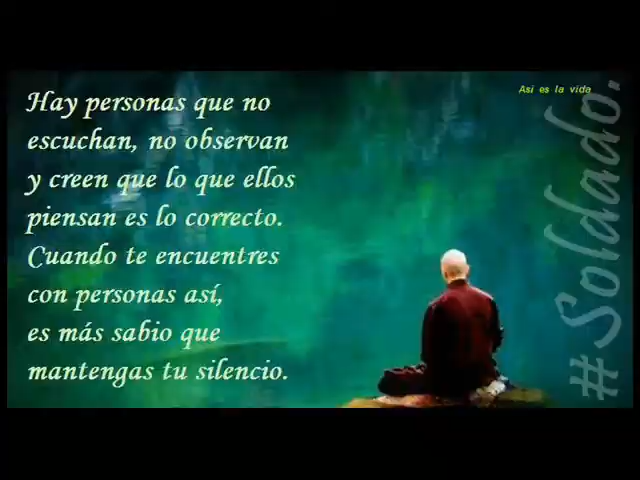 Hay personas que no
escuchan, no observan
y creen que lo que ellos
piensan es lo correcto.
Cuando te encuentres
con personas así,
es más sabio que
mantengas tu silencio.
Asi es la vida
#Soldado.